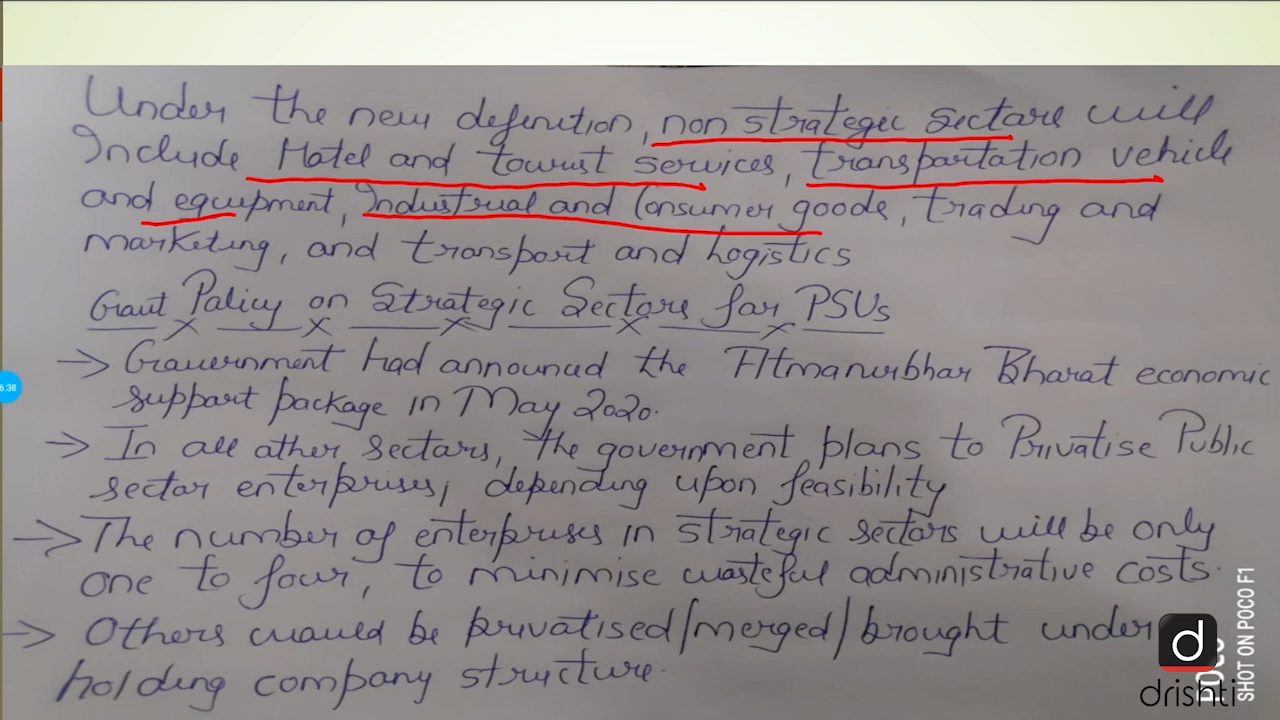 Under the new definition, non strategic sectors will
Include Hotel and tourist services, transportation vehicle
and equipment, Industrial and Consumer goods, trading and
marketing, and transport and logistics
Govt Policy on Strategic Sectors for PSUs
→ Government had announced the Atmanirbhar Bharat economic
support package in May 2020.
→ In all other sectors, the government plans to Privatise Public
sector enterprises, depending upon feasibility
→ The number of enterprises in strategic sectors will be only
one to four, to minimise wasteful administrative costs.
→ Others would be privatised/merged/brought under
holding company structure.
6:38
SHOT ON POCO F1
POCO
d
drishti